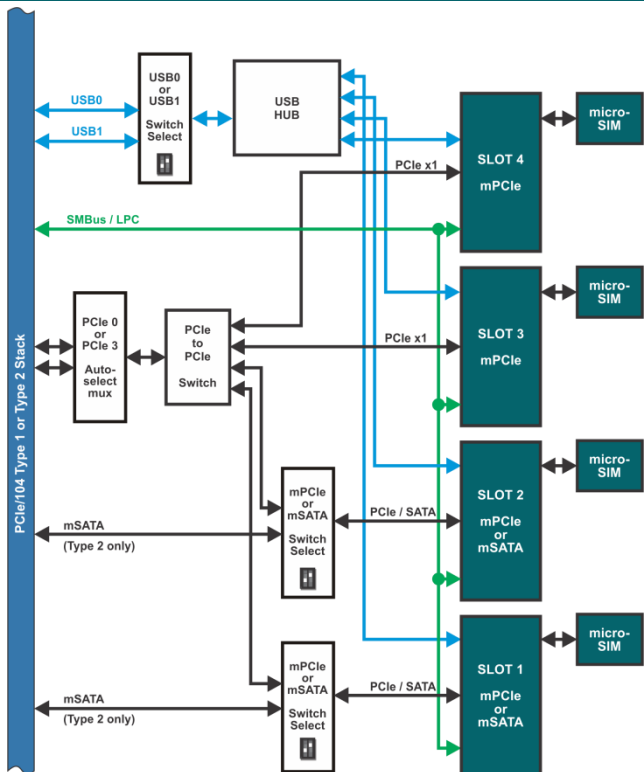 USB0
or
USB1
Switch
Select
USB
HUB
USB0
USB1
SMBus / LPC
PCIe x1
SLOT 4
mPCIe
micro-
SIM
PCIe/104 Type 1 or Type 2 Stack
PCIe 0
or
PCIe 3
Auto-
select
mux
PCIe
to
PCIe
Switch
PCIe x1
SLOT 3
mPCIe
micro-
SIM
mSATA
(Type 2 only)
mPCIe
or
mSATA
Switch
Select
PCIe / SATA
SLOT 2
mPCIe
or
mSATA
micro-
SIM
mSATA
(Type 2 only)
mPCIe
or
mSATA
Switch
Select
PCIe / SATA
SLOT 1
mPCIe
or
mSATA
micro-
SIM